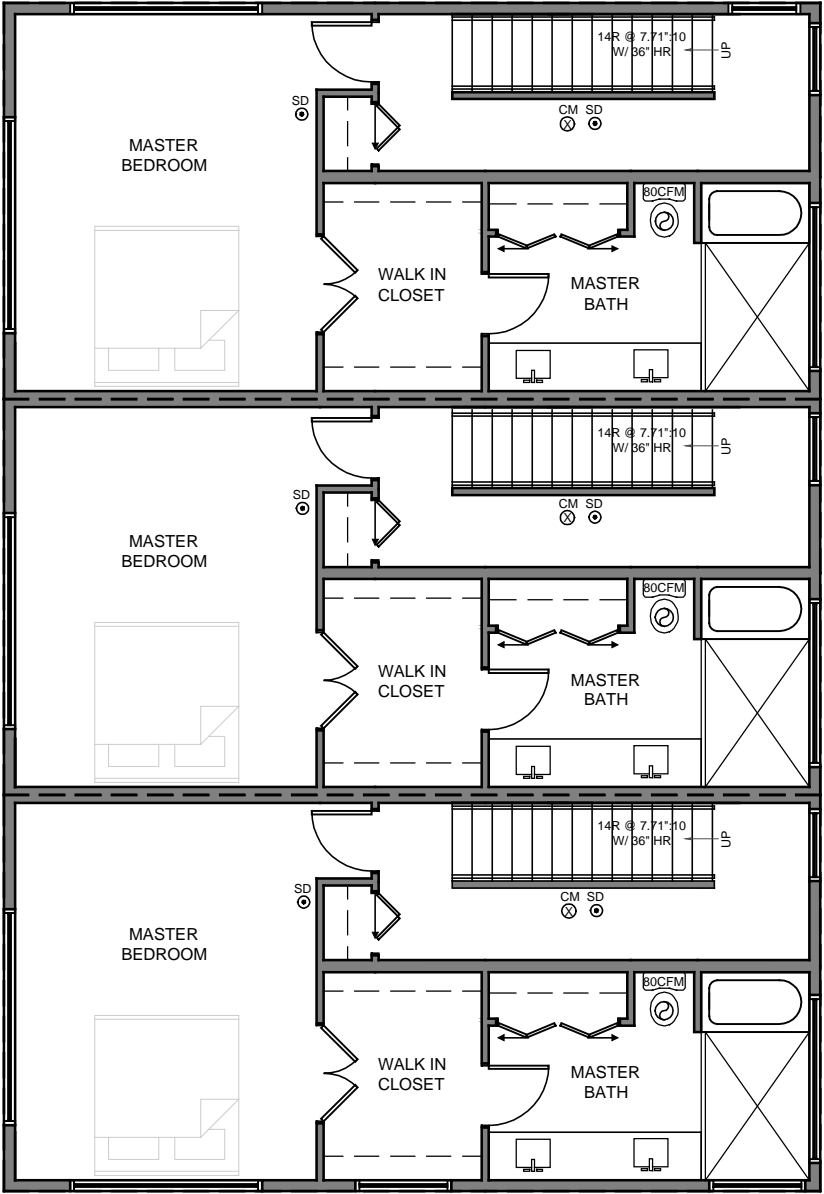 14R @ 7.71":10
W/ 36" HR
UP
SD
CM SD
MASTER
BEDROOM
80CFM
WALK IN
CLOSET
MASTER
BATH
14R @ 7.71":10
W/ 36" HR
UP
SD
CM SD
MASTER
BEDROOM
80CFM
WALK IN
CLOSET
MASTER
BATH
14R @ 7.71":10
W/ 36" HR
UP
SD
CM SD
MASTER
BEDROOM
80CFM
WALK IN
CLOSET
MASTER
BATH